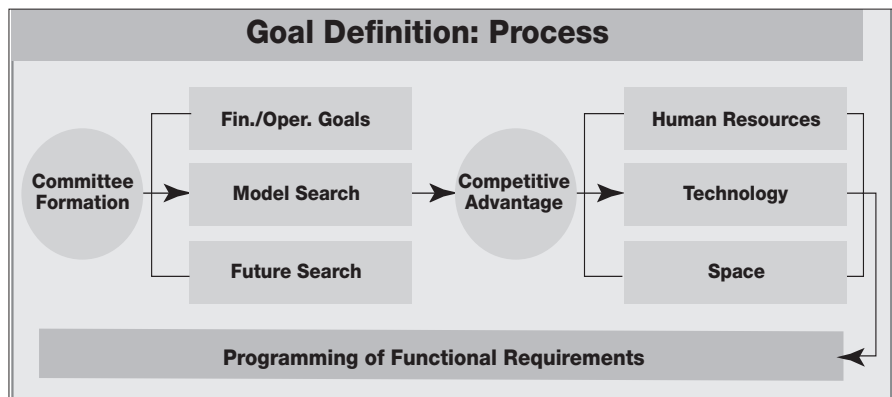 Goal Definition: Process
Committee
Formation
Fin./Oper. Goals
Model Search
Future Search
Competitive
Advantage
Human Resources
Technology
Space
Programming of Functional Requirements